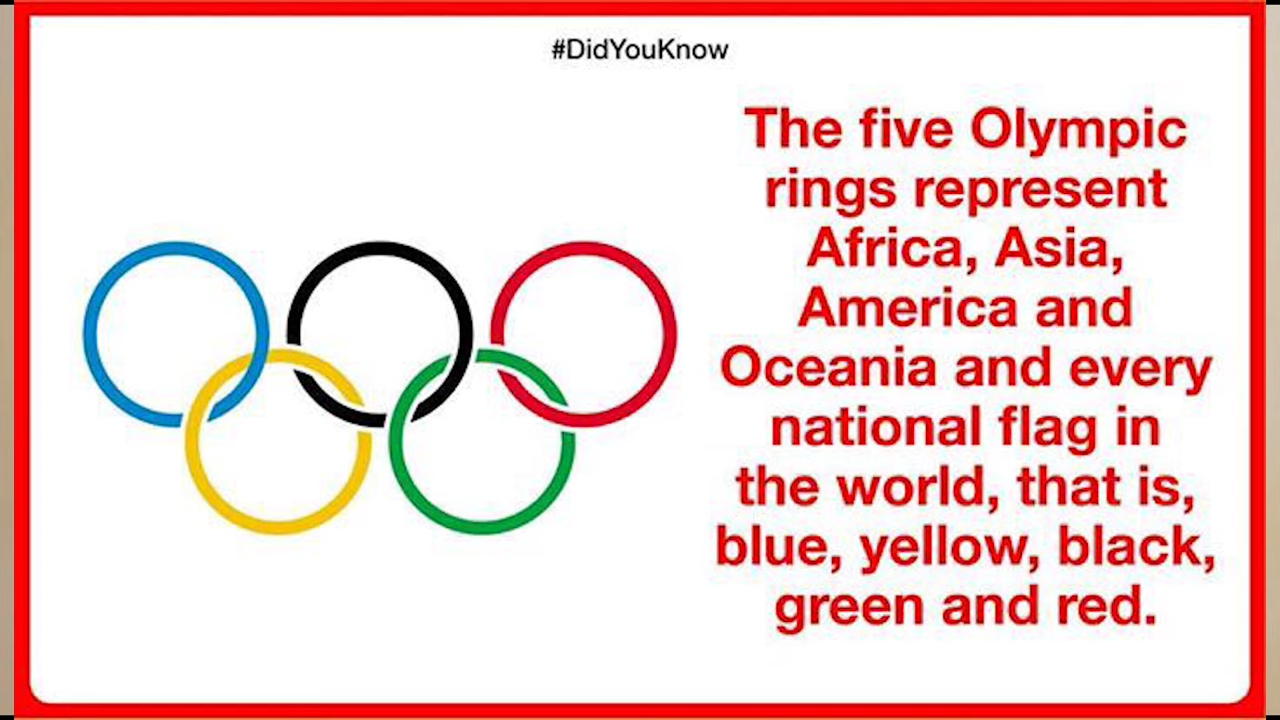 #DidYouKnow
The five Olympic
rings represent
Africa, Asia,
America and
Oceania and every
national flag in
the world, that is,
blue, yellow, black,
green and red.